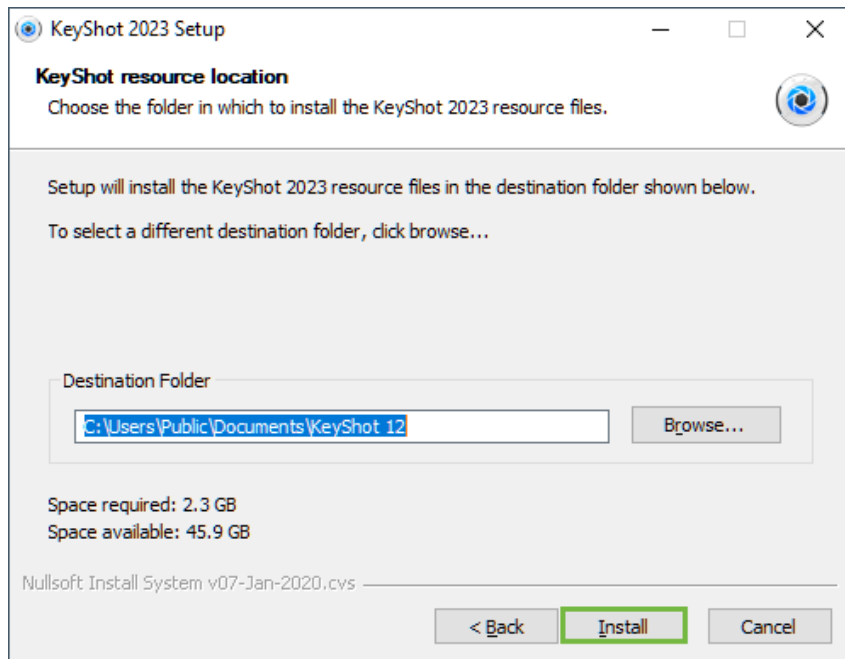 KeyShot 2023 Setup
KeyShot resource location
Choose the folder in which to install the KeyShot 2023 resource files.
Setup will install the KeyShot 2023 resource files in the destination folder shown below.
To select a different destination folder, click browse...
Destination Folder
C:\Users\Public\Documents\KeyShot 12
Browse...
Space required: 2.3 GB
Space available: 45.9 GB
Nullsoft Install System v07-Jan-2020.cvs
< Back Install Cancel